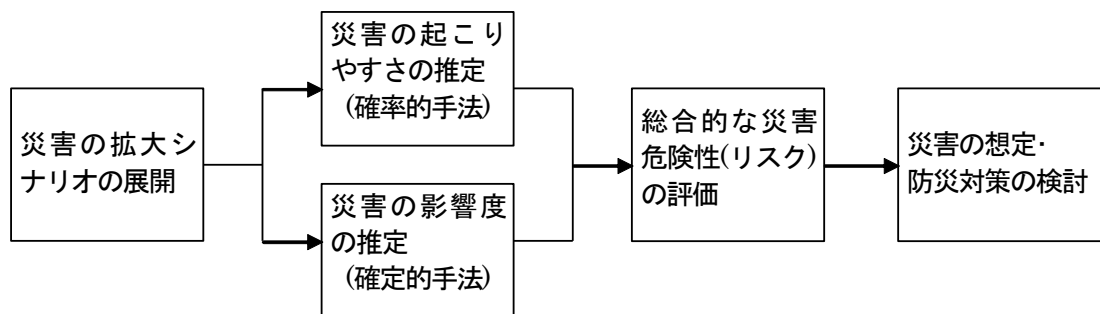 災害の拡大シ
ナリオの展開
災害の起こり
やすさの推定
(確率的手法)
災害の影響度
の推定
(確定的手法)
総合的な災害
危険性(リスク)
の評価
災害の想定・
防災対策の検討